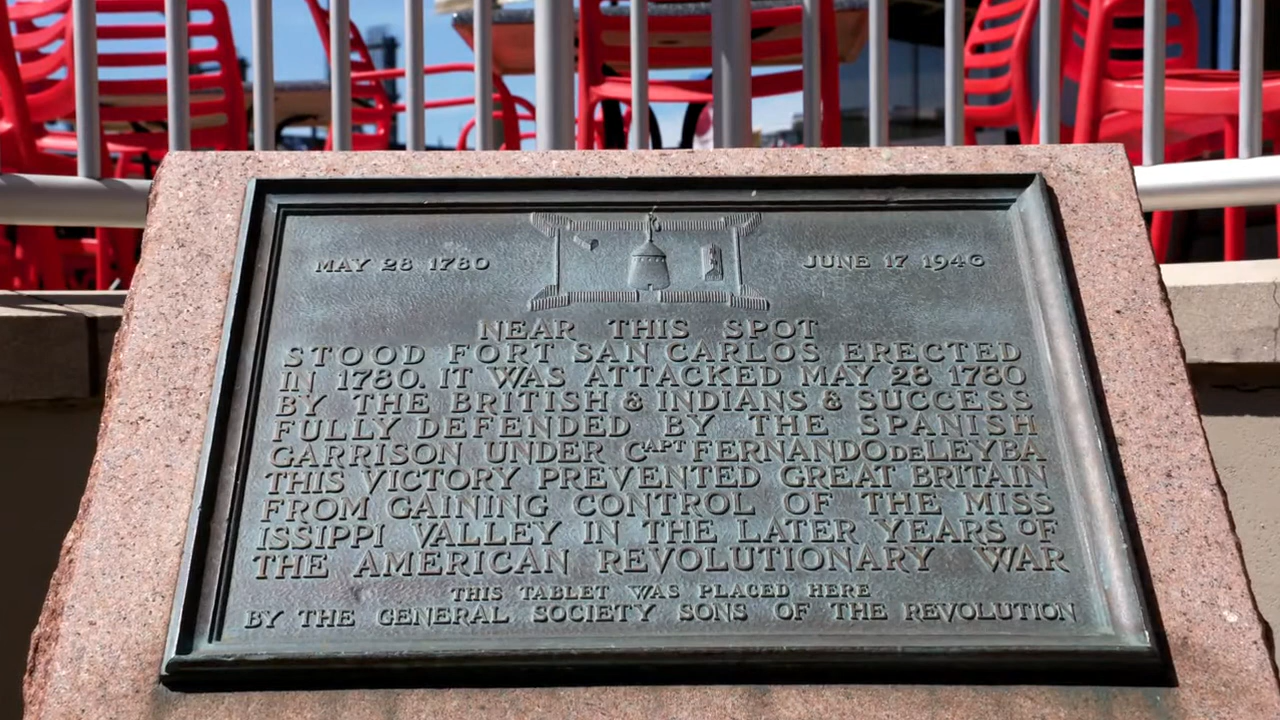 MAY 28 1780 JUNE 17 1946
NEAR THIS SPOT
STOOD FORT SAN CARLOS ERECTED
IN 1780. IT WAS ATTACKED MAY 28 1780
BY THE BRITISH & INDIANS & SUCCESS
FULLY DEFENDED BY THE SPANISH
GARRISON UNDER CAPT FERNANDO DE LEYBA
THIS VICTORY PREVENTED GREAT BRITAIN
FROM GAINING CONTROL OF THE MISS
ISSIPPI VALLEY IN THE LATER YEARS OF
THE AMERICAN REVOLUTIONARY WAR
THIS TABLET WAS PLACED HERE
BY THE GENERAL SOCIETY SONS OF THE REVOLUTION